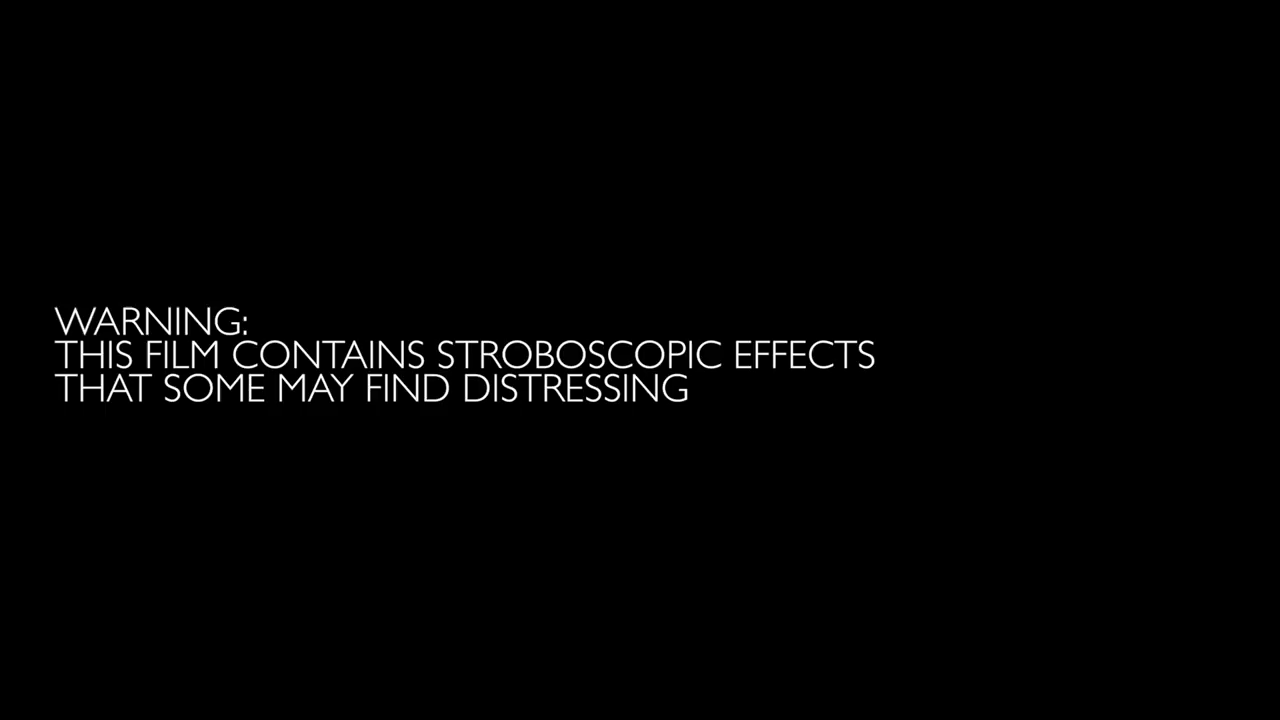 WARNING:
THIS FILM CONTAINS STROBOSCOPIC EFFECTS
THAT SOME MAY FIND DISTRESSING